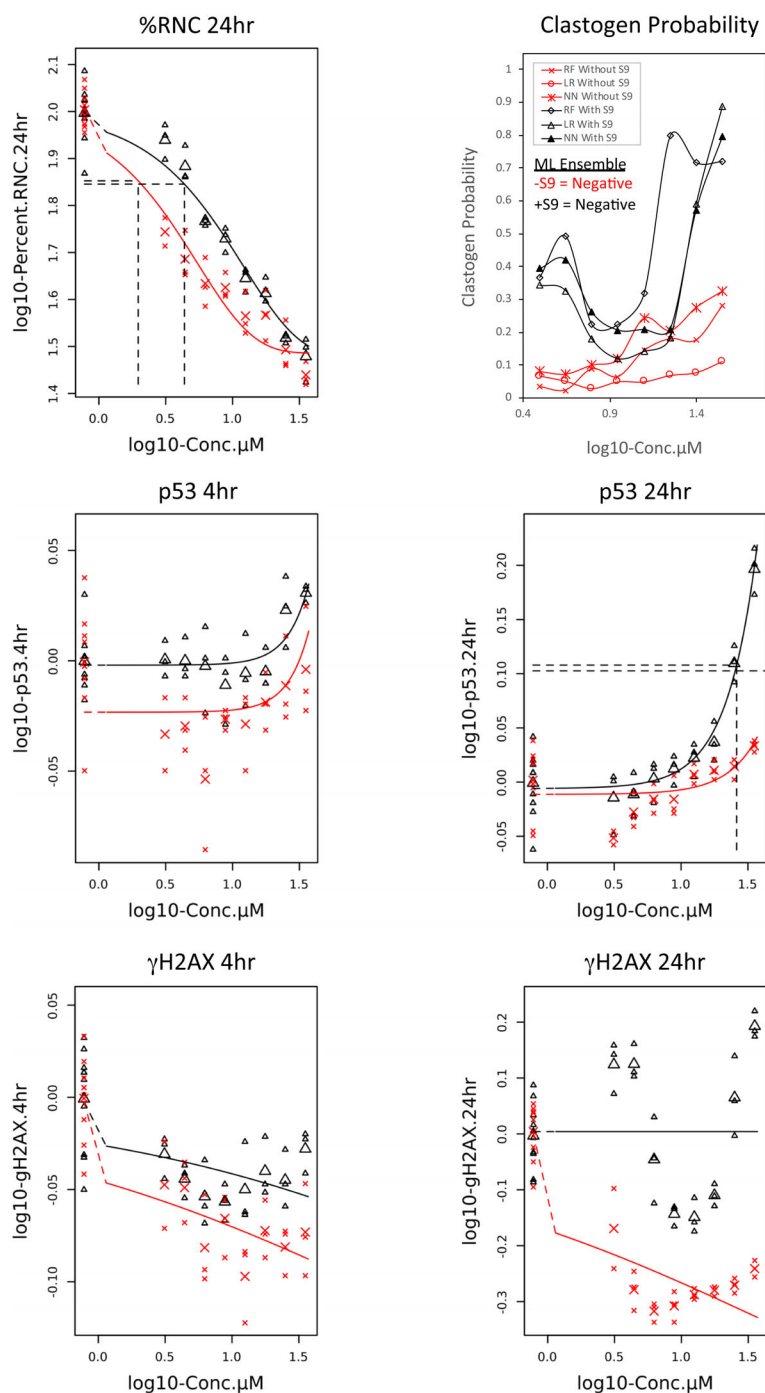 %RNC 24hr
log10-Percent.RNC.24hr
2.1
2.0
1.9
1.8
1.7
1.6
1.5
1.4
0.0 0.5 1.0 1.5
log10-Conc.µM
Clastogen Probability
Clastogen Probability
1
0.9
0.8
0.7
0.6
0.5
0.4
0.3
0.2
0.1
0
RF Without S9
LR Without S9
NN Without S9
RF With S9
LR With S9
NN With S9
ML Ensemble
-S9 = Negative
+S9 = Negative
0.4 0.9 1.4
log10-Conc.µM
p53 4hr
log10-p53.4hr
0.05
0.00
-0.05
0.0 0.5 1.0 1.5
log10-Conc.µM
p53 24hr
log10-p53.24hr
0.20
0.15
0.10
0.05
0.00
-0.05
0.0 0.5 1.0 1.5
log10-Conc.µM
γH2AX 4hr
log10-gH2AX.4hr
0.05
0.00
-0.05
-0.10
0.0 0.5 1.0 1.5
log10-Conc.µM
γH2AX 24hr
log10-gH2AX.24hr
0.2
0.1
0.0
-0.1
-0.2
-0.3
0.0 0.5 1.0 1.5
log10-Conc.µM